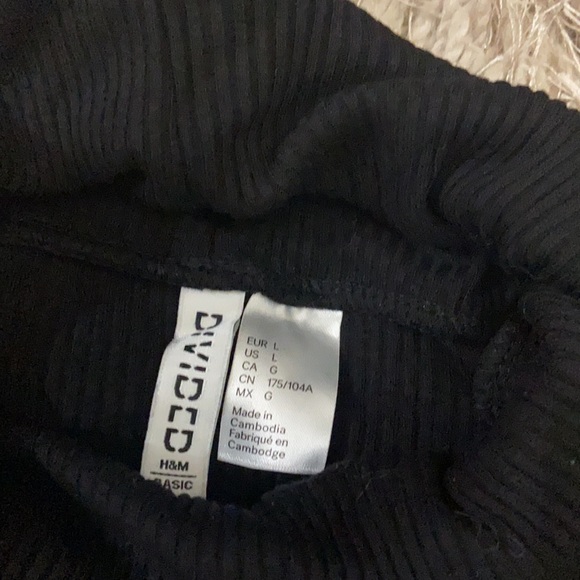 DIVIDED
H&M
BASIC
EUR L
US L
CA G
CN 175/104A
MX G
Made in
Cambodia
Fabriqué en
Cambodge